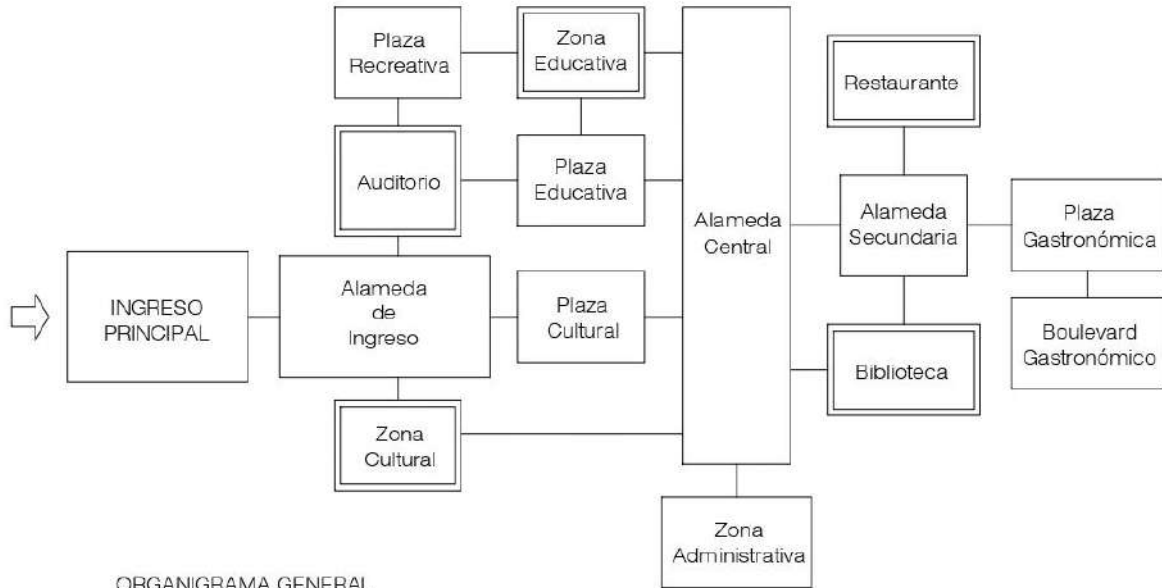 Plaza
Recreativa
Zona
Educativa
Restaurante
Auditorio
Plaza
Educativa
Alameda
Central
Alameda
Secundaria
Plaza
Gastronómica
INGRESO
PRINCIPAL
Alameda
de
Ingreso
Plaza
Cultural
Boulevard
Gastronómico
Biblioteca
Zona
Cultural
Zona
Administrativa
ORGANIGRAMA GENERAL